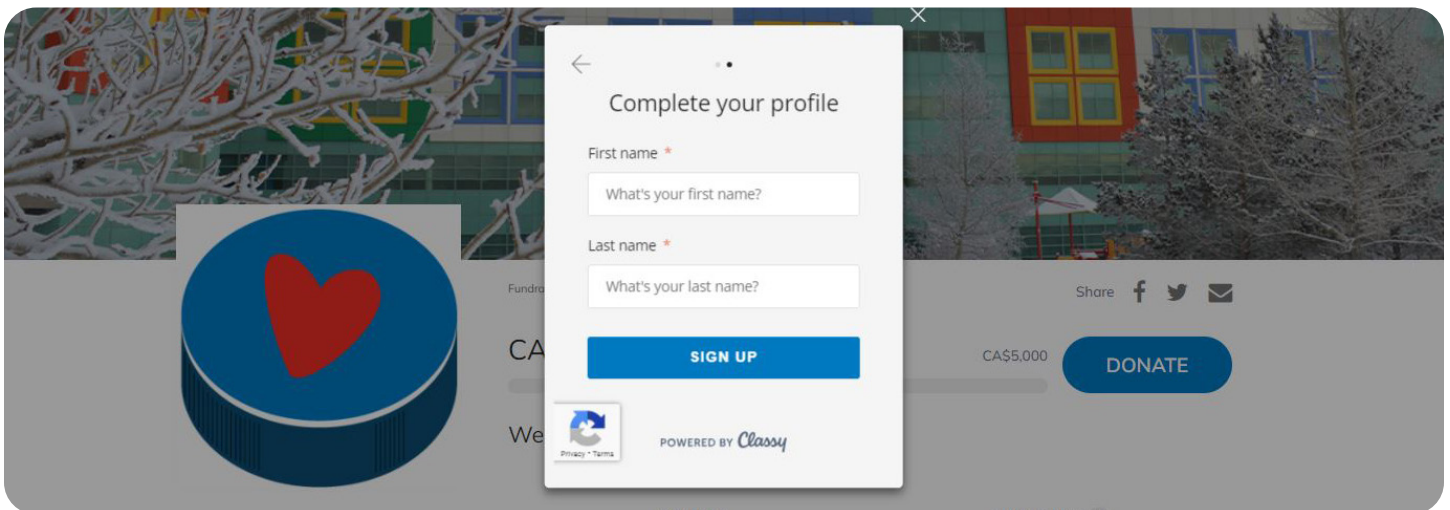 Complete your profile
First name *
What's your first name?
Last name *
What's your last name?
SIGN UP
Privacy • Terms
POWERED BY Classy
Share
CA
CA$5,000
DONATE
We